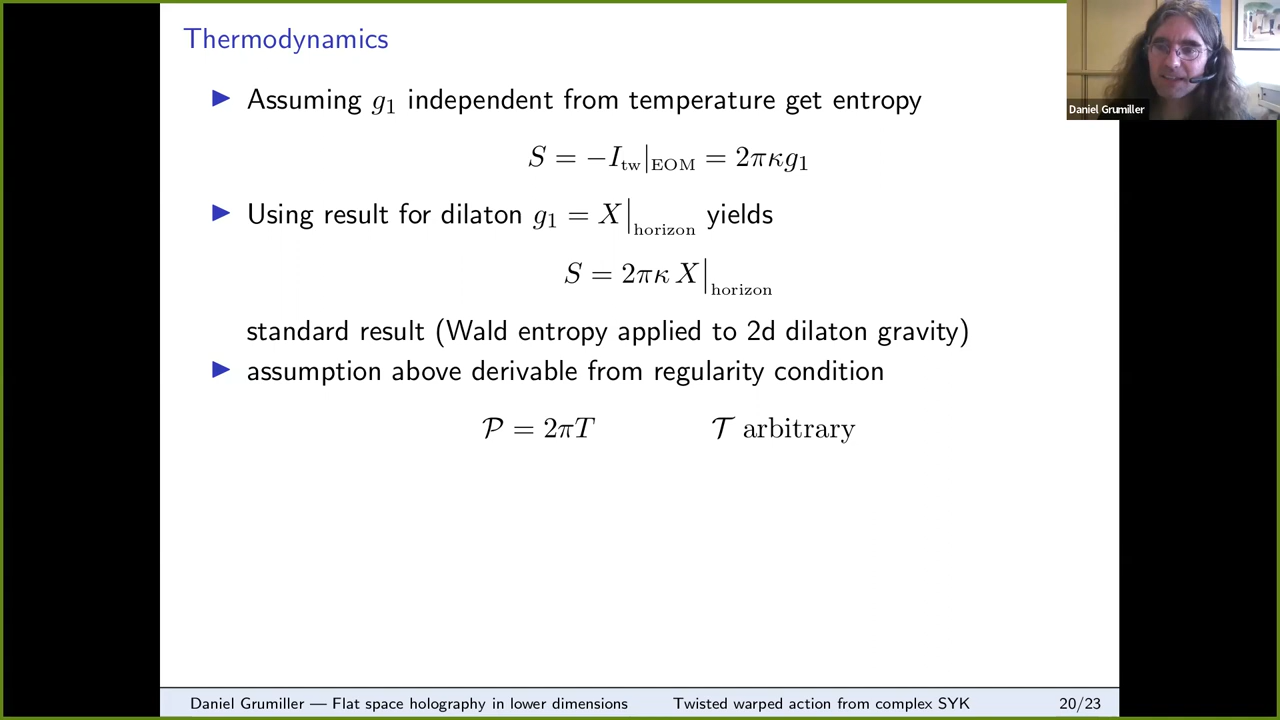 Thermodynamics
▶ Assuming g₁ independent from temperature get entropy
S = −I_tw|_EOM = 2πκg₁
▶ Using result for dilaton g₁ = X|_horizon yields
S = 2πκ X|_horizon
standard result (Wald entropy applied to 2d dilaton gravity)
▶ assumption above derivable from regularity condition
𝒫 = 2πT 𝒯 arbitrary
Daniel Grumiller
Daniel Grumiller — Flat space holography in lower dimensions Twisted warped action from complex SYK 20/23